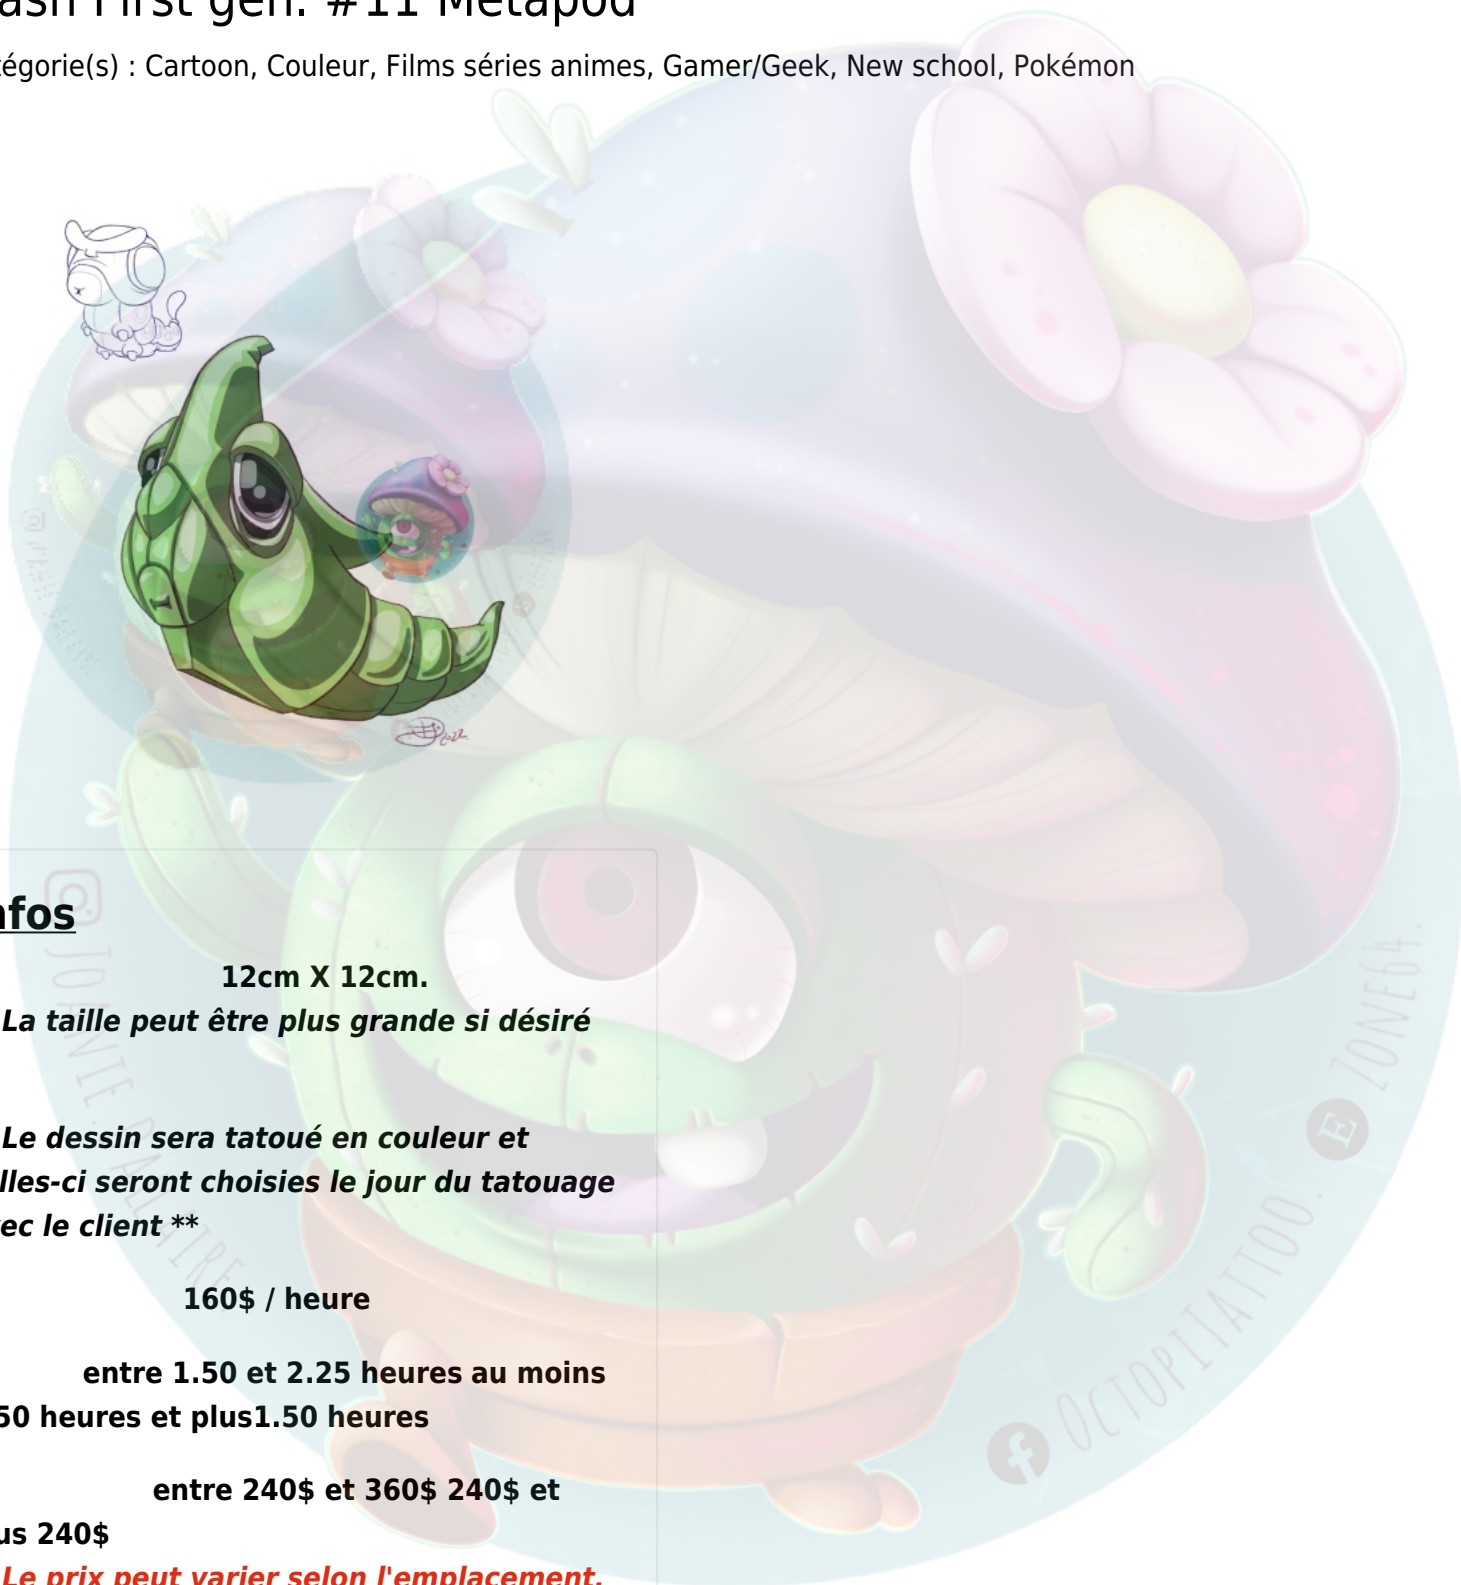 ash First gen. #11 Metapod
égorie(s) : Cartoon, Couleur, Films séries animes, Gamer/Geek, New school, Pokémon
2022
nfos
12cm X 12cm.
La taille peut être plus grande si désiré
Le dessin sera tatoué en couleur et
lles-ci seront choisies le jour du tatouage
ec le client **
160$ / heure
entre 1.50 et 2.25 heures au moins
50 heures et plus1.50 heures
entre 240$ et 360$ 240$ et
us 240$
Le prix peut varier selon l'emplacement.
OCTOPITATTOO.
ZONE64.